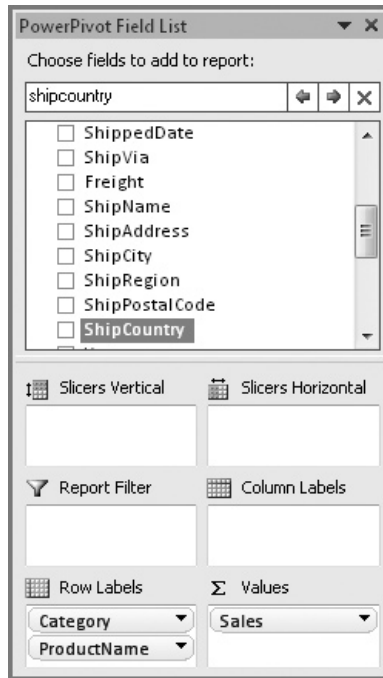 PowerPivot Field List
Choose fields to add to report:
shipcountry
ShippedDate
ShipVia
Freight
ShipName
ShipAddress
ShipCity
ShipRegion
ShipPostalCode
ShipCountry
Slicers Vertical
Slicers Horizontal
Report Filter
Column Labels
Row Labels
Σ Values
Category
Sales
ProductName